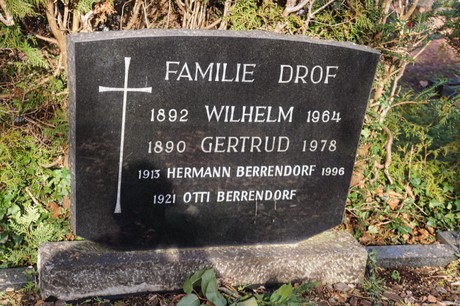 FAMILIE DROF
1892 WILHELM 1964
1890 GERTRUD 1978
1913 HERMANN BERRENDORF 1996
1921 OTTI BERRENDORF